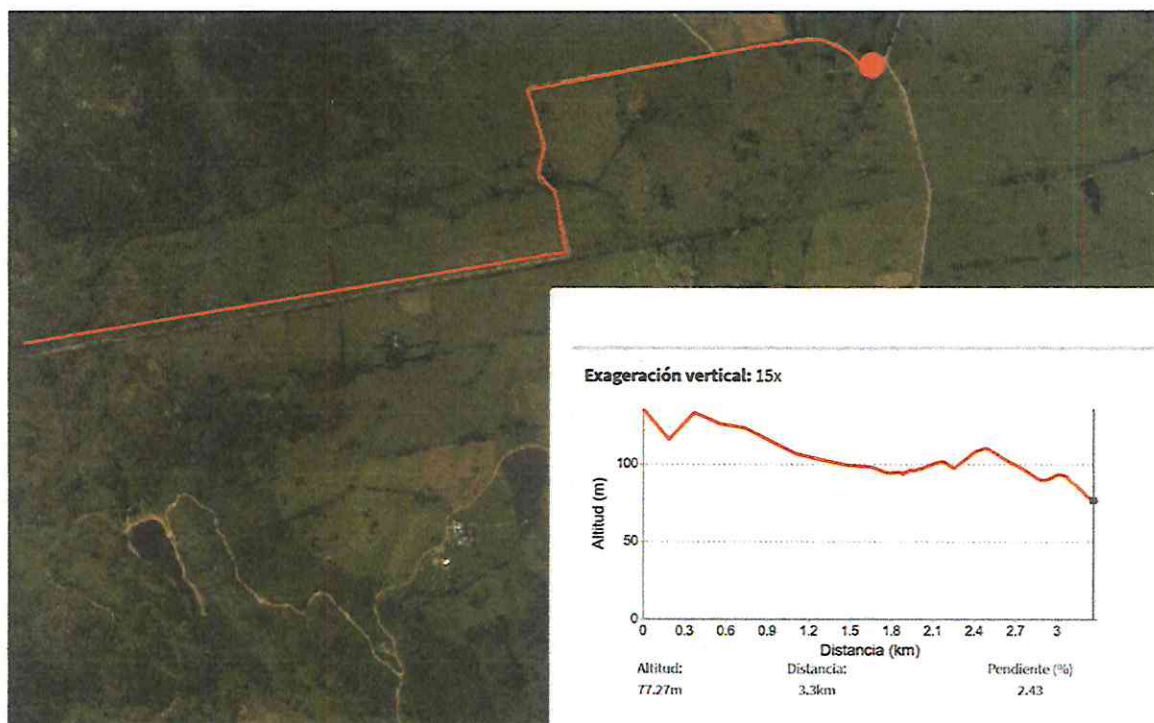 Exageración vertical: 15x
Altitud (m)
100
50
0
0 0.3 0.6 0.9 1.2 1.5 1.8 2.1 2.4 2.7 3
Distancia (km)
Altitud: Distancia: Pendiente (%)
77.27m 3.3km 2.43